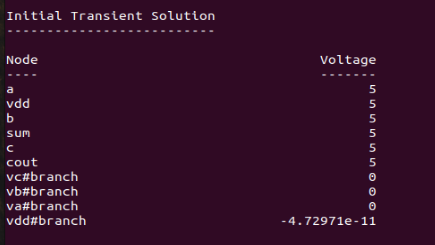 Initial Transient Solution
--------------------------
Node Voltage
---- -------
a 5
vdd 5
b 5
sum 5
c 5
cout 5
vc#branch 0
vb#branch 0
va#branch 0
vdd#branch -4.72971e-11